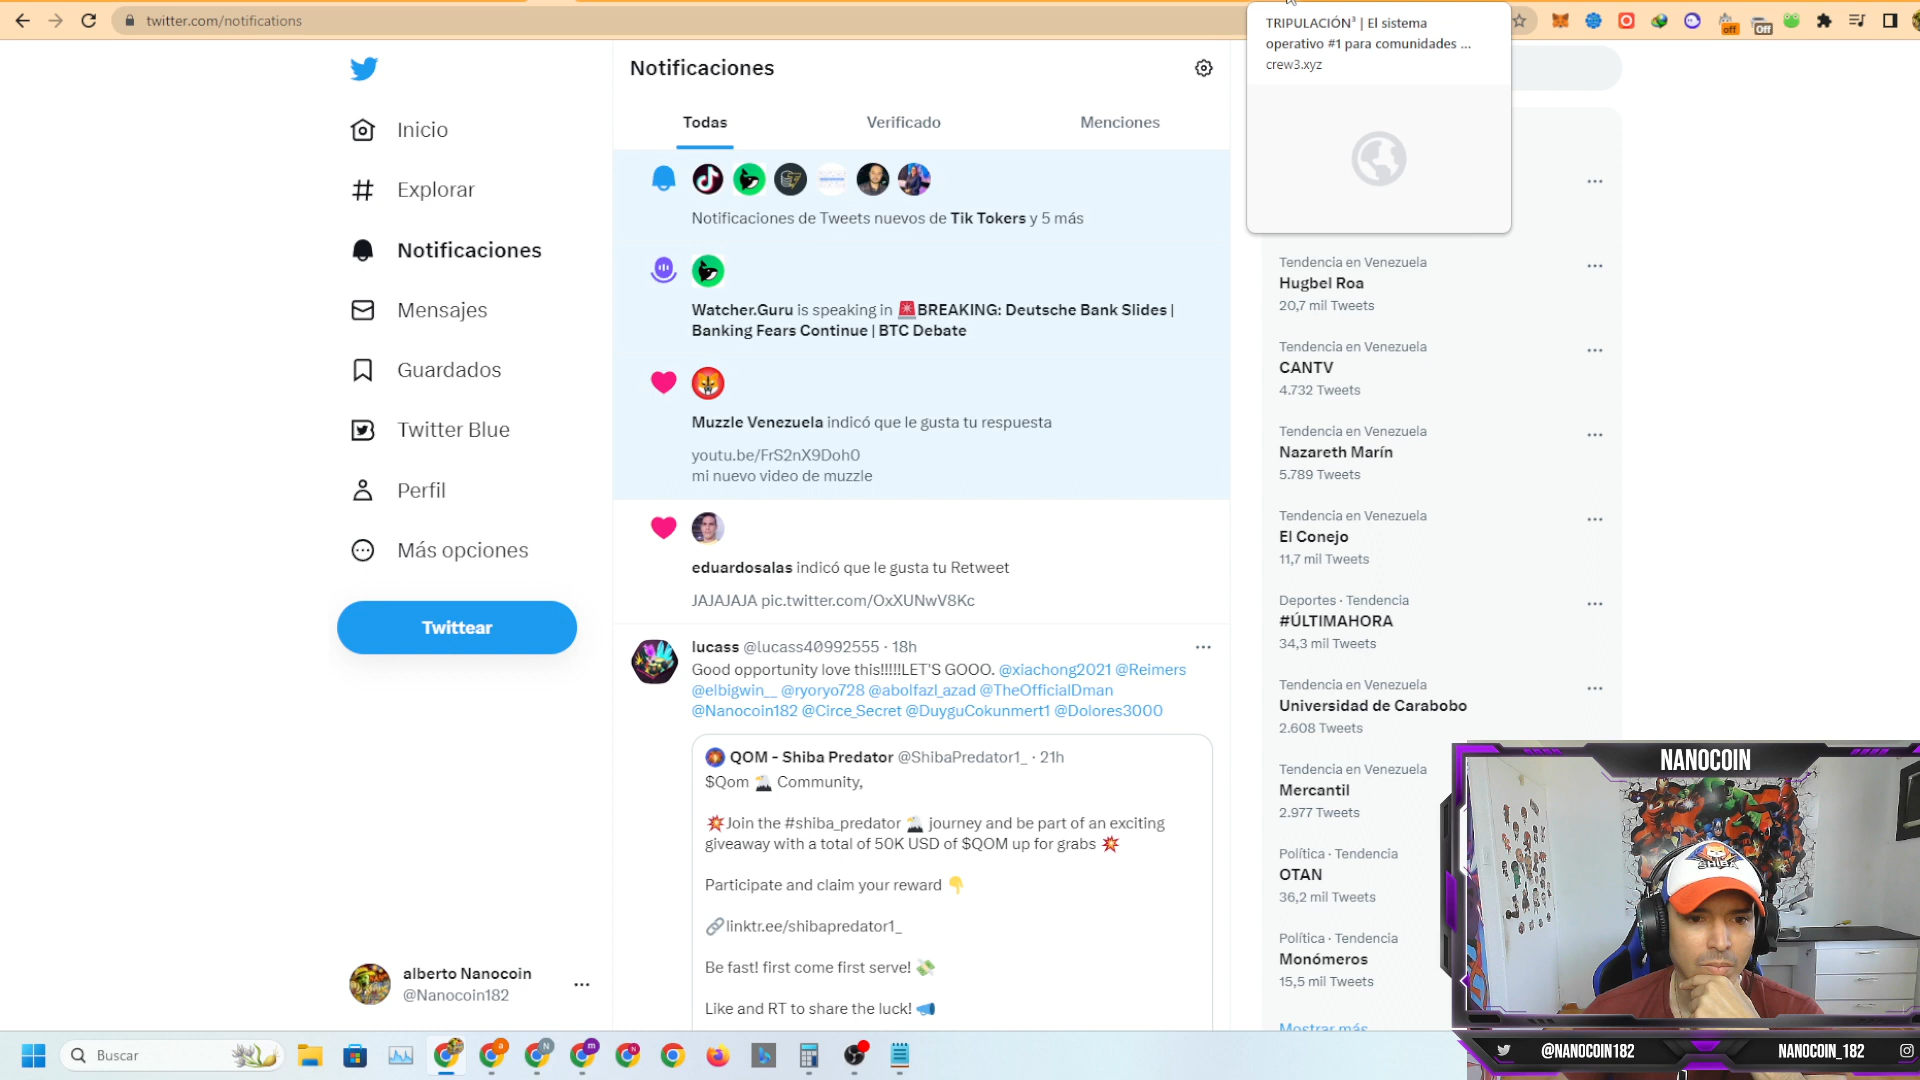 twitter.com/notifications
TRIPULACIÓN³ | El sistema
operativo #1 para comunidades ...
crew3.xyz
off
Off
Notificaciones
Todas
Verificado
Menciones
Inicio
Explorar
Notificaciones
Mensajes
Guardados
Twitter Blue
Perfil
Más opciones
Twittear
alberto Nanocoin
@Nanocoin182
Notificaciones de Tweets nuevos de Tik Tokers y 5 más
Watcher.Guru is speaking in 🚨BREAKING: Deutsche Bank Slides |
Banking Fears Continue | BTC Debate
Muzzle Venezuela indicó que le gusta tu respuesta
youtu.be/FrS2nX9Doh0
mi nuevo video de muzzle
eduardosalas indicó que le gusta tu Retweet
JAJAJAJA pic.twitter.com/OxXUNwV8Kc
lucass @lucass40992555 · 18h
Good opportunity love this!!!!!LET'S GOOO. @xiachong2021 @Reimers
@elbigwin__ @ryoryo728 @abolfazl_azad @TheOfficialDman
@Nanocoin182 @Circe_Secret @DuyguCokunmert1 @Dolores3000
QOM - Shiba Predator @ShibaPredator1_ · 21h
$Qom 🦅 Community,
💥Join the #shiba_predator 🦅 journey and be part of an exciting
giveaway with a total of 50K USD of $QOM up for grabs 💥
Participate and claim your reward 👇
🔗linktr.ee/shibapredator1_
Be fast! first come first serve! 💸
Like and RT to share the luck! 📣
Tendencia en Venezuela
Hugbel Roa
20,7 mil Tweets
Tendencia en Venezuela
CANTV
4.732 Tweets
Tendencia en Venezuela
Nazareth Marín
5.789 Tweets
Tendencia en Venezuela
El Conejo
11,7 mil Tweets
Deportes · Tendencia
#ÚLTIMAHORA
34,3 mil Tweets
Tendencia en Venezuela
Universidad de Carabobo
2.608 Tweets
Tendencia en Venezuela
Mercantil
2.977 Tweets
Política · Tendencia
OTAN
36,2 mil Tweets
Política · Tendencia
Monómeros
15,5 mil Tweets
Mostrar más
NANOCOIN
SHIBA
@NANOCOIN182
NANOCOIN_182
Buscar